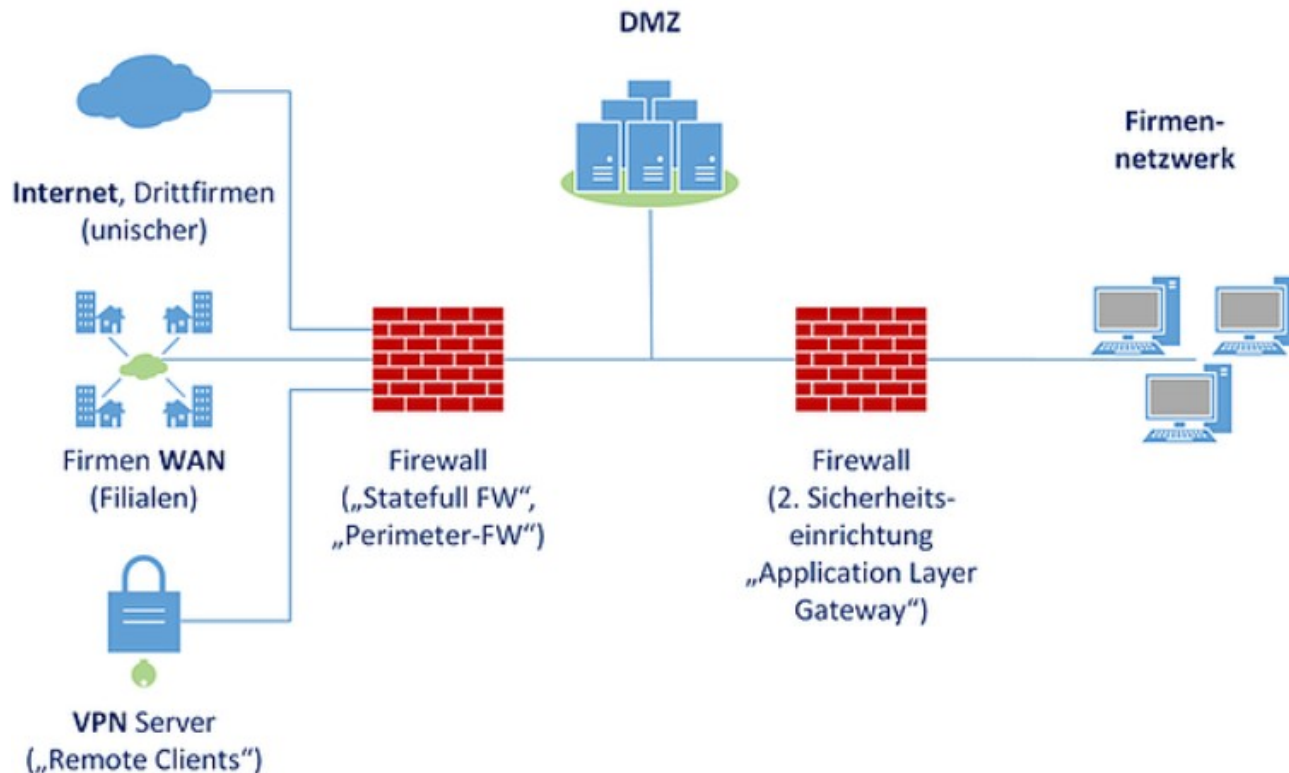 DMZ
Firmen-
netzwerk
Internet, Drittfirmen
(unischer)
Firmen WAN
(Filialen)
Firewall
(„Statefull FW“,
„Perimeter-FW“)
Firewall
(2. Sicherheits-
einrichtung
„Application Layer
Gateway“)
VPN Server
(„Remote Clients“)